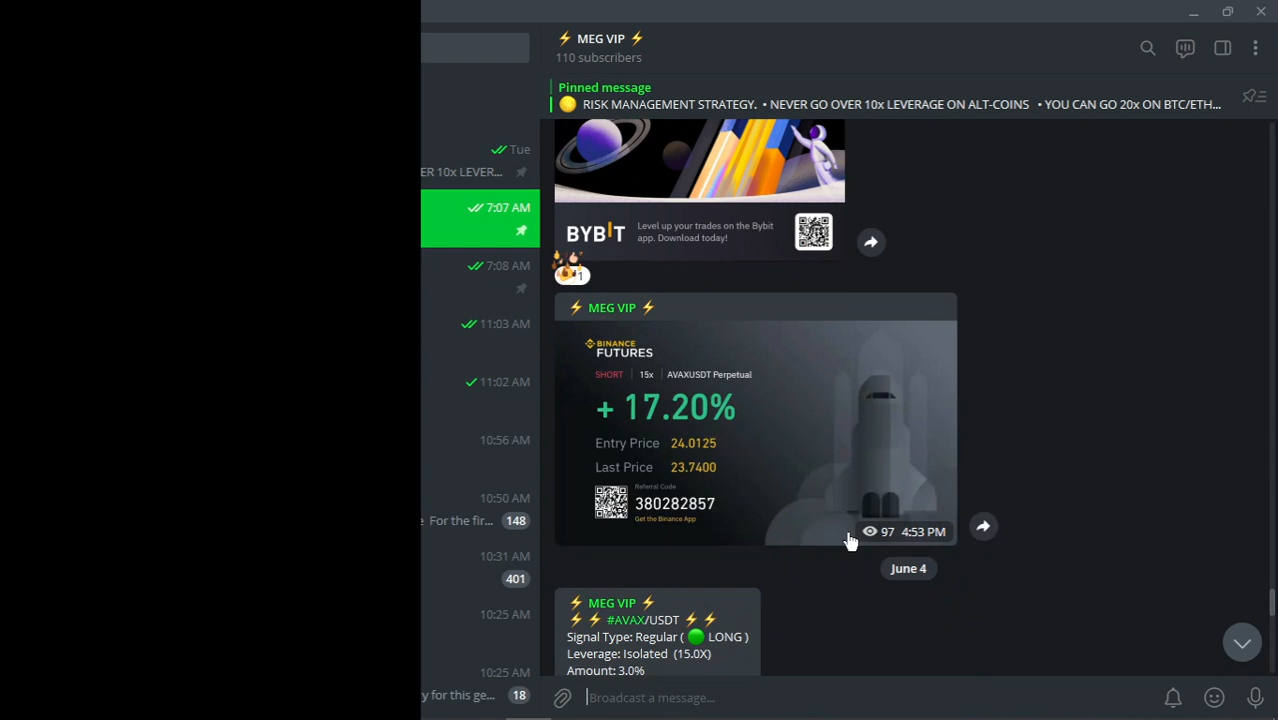 ⚡ MEG VIP ⚡
110 subscribers
Pinned message
RISK MANAGEMENT STRATEGY. • NEVER GO OVER 10x LEVERAGE ON ALT-COINS • YOU CAN GO 20x ON BTC/ETH...
Tue
ER 10x LEVER...
7:07 AM
7:08 AM
11:03 AM
11:02 AM
10:56 AM
10:50 AM
For the fir... 148
10:31 AM
401
10:25 AM
10:25 AM
y for this ge... 18
BYBIT
Level up your trades on the Bybit
app. Download today!
1
⚡ MEG VIP ⚡
BINANCE
FUTURES
SHORT 15x AVAXUSDT Perpetual
+ 17.20%
Entry Price 24.0125
Last Price 23.7400
Referral Code
380282857
Get the Binance App
97 4:53 PM
June 4
⚡ MEG VIP ⚡
⚡ ⚡ #AVAX/USDT ⚡ ⚡
Signal Type: Regular ( 🟢 LONG )
Leverage: Isolated (15.0X)
Amount: 3.0%
Broadcast a message...